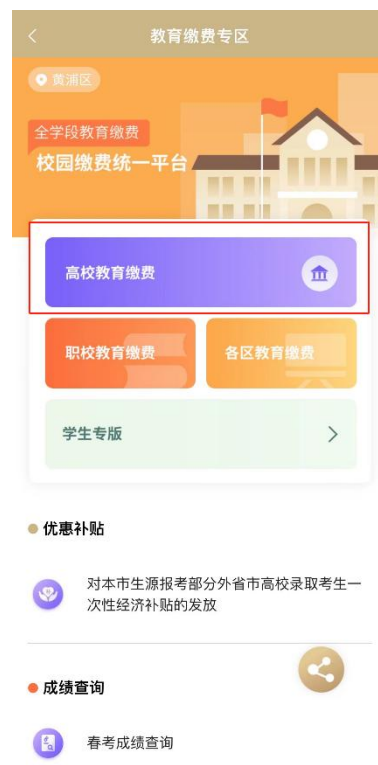 教育缴费专区
黄浦区
全学段教育缴费
校园缴费统一平台
高校教育缴费
职校教育缴费
各区教育缴费
学生专版
优惠补贴
对本市生源报考部分外省市高校录取考生一
次性经济补贴的发放
成绩查询
春考成绩查询